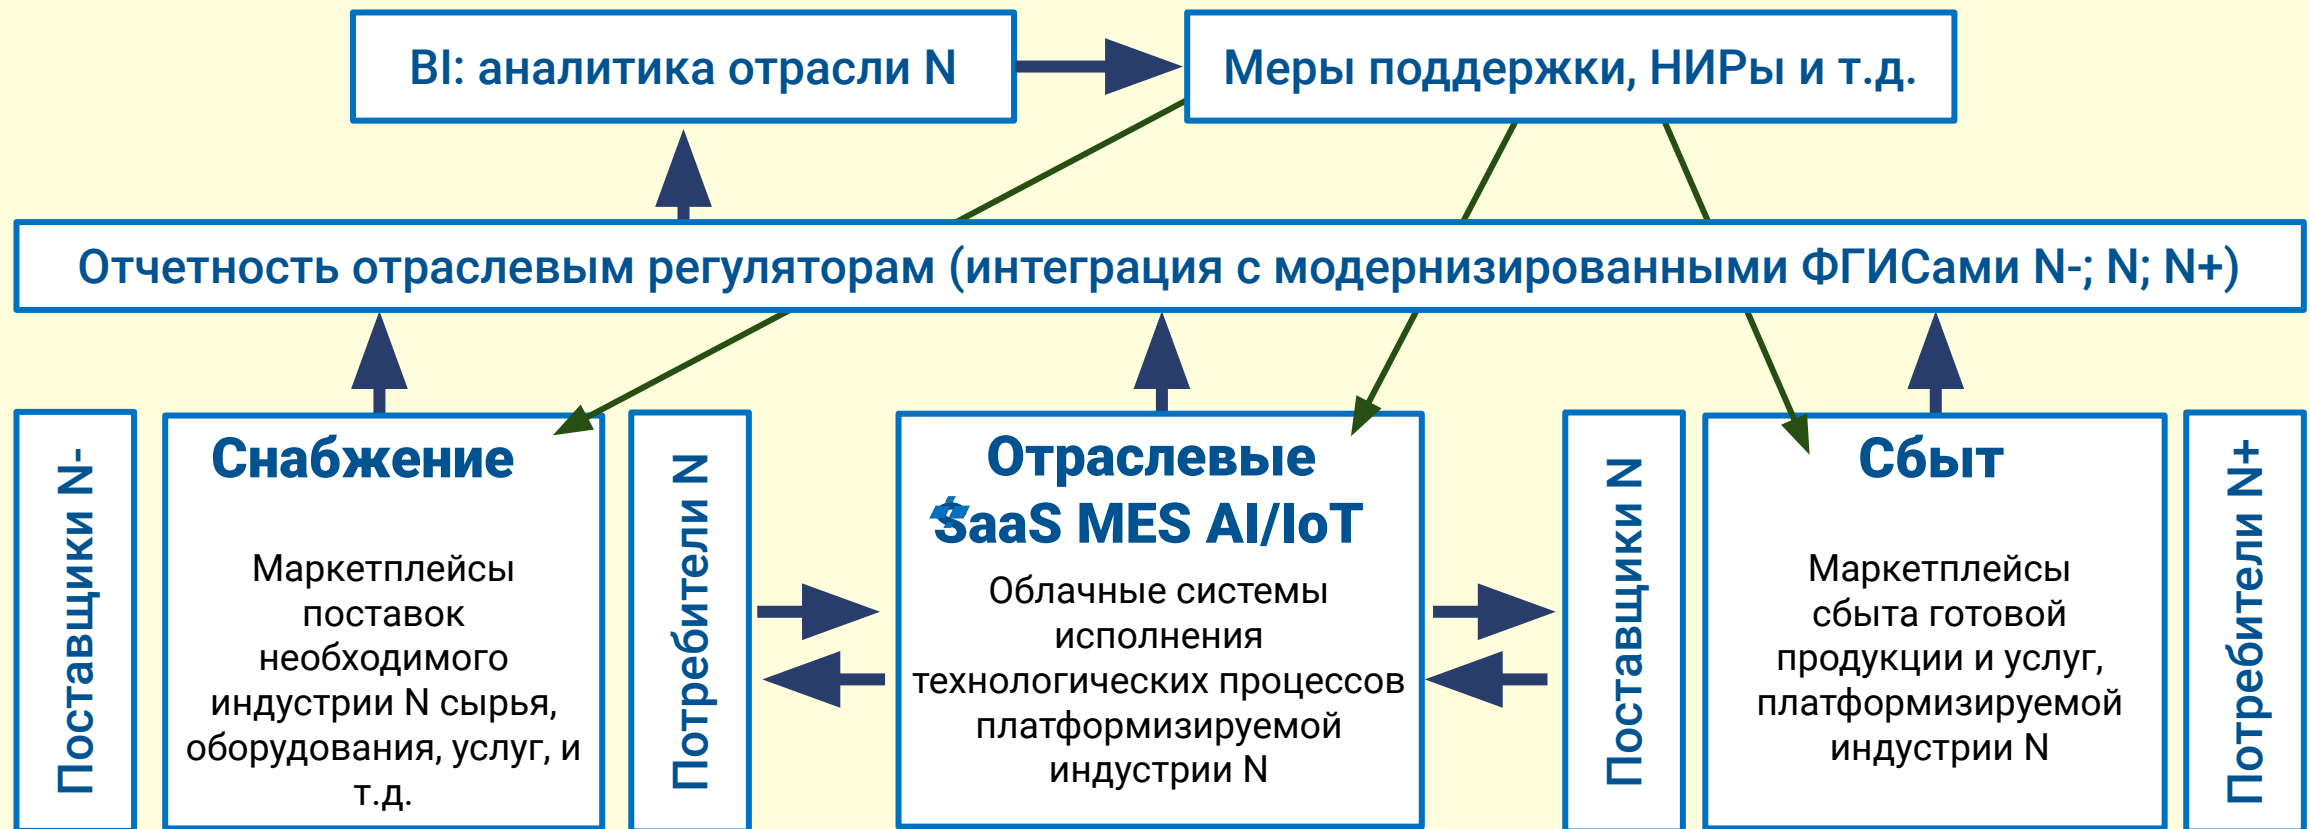 BI: аналитика отрасли N
Меры поддержки, НИРы и т.д.
Отчетность отраслевым регуляторам (интеграция с модернизированными ФГИСами N-; N; N+)
Поставщики N-
Снабжение
Маркетплейсы
поставок
необходимого
индустрии N сырья,
оборудования, услуг, и
т.д.
Потребители N
Отраслевые
SaaS MES AI/IoT
Облачные системы
исполнения
технологических процессов
платформизируемой
индустрии N
Поставщики N
Сбыт
Маркетплейсы
сбыта готовой
продукции и услуг,
платформизируемой
индустрии N
Потребители N+